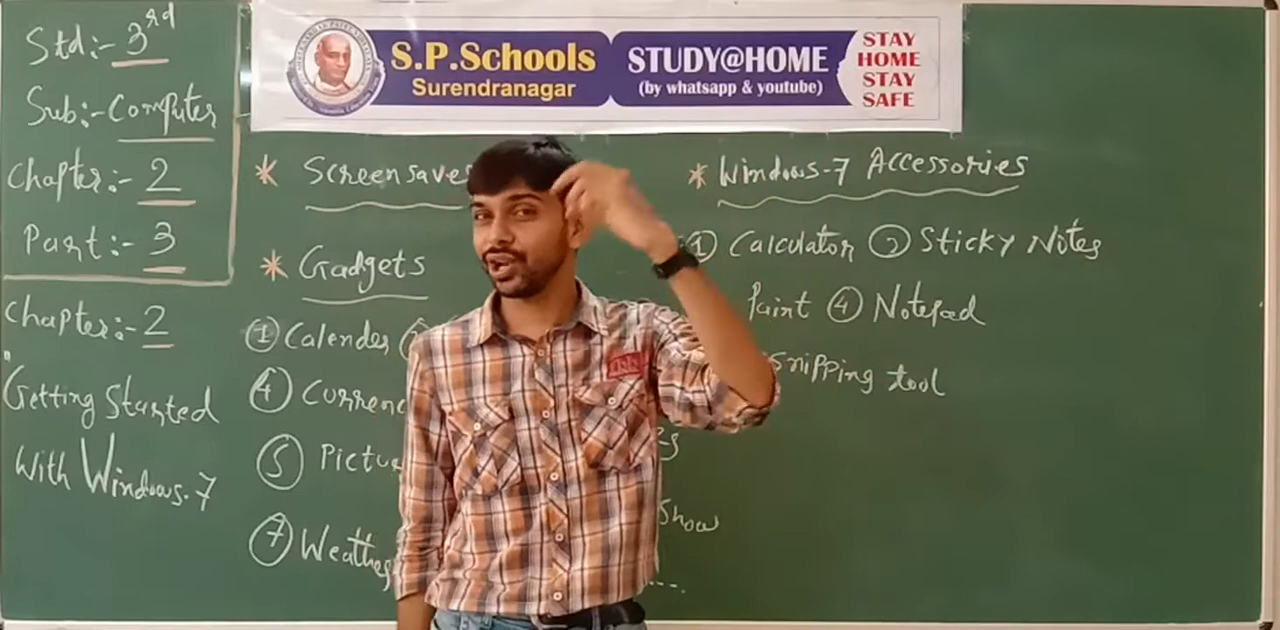 Std:- 3rd
Sub:- Computer
Chapter:- 2
Part:- 3
Chapter:- 2
Getting Started
With Windows-7
S.P.Schools
Surendranagar
STUDY@HOME
(by whatsapp & youtube)
STAY
HOME
STAY
SAFE
* Screensave
* Gadgets
① Calender
④ Currenc
⑤ Pictu
⑦ Weather
Show
* Windows-7 Accessories
① Calculator ② Sticky Notes
Paint ④ Notepad
Snipping tool